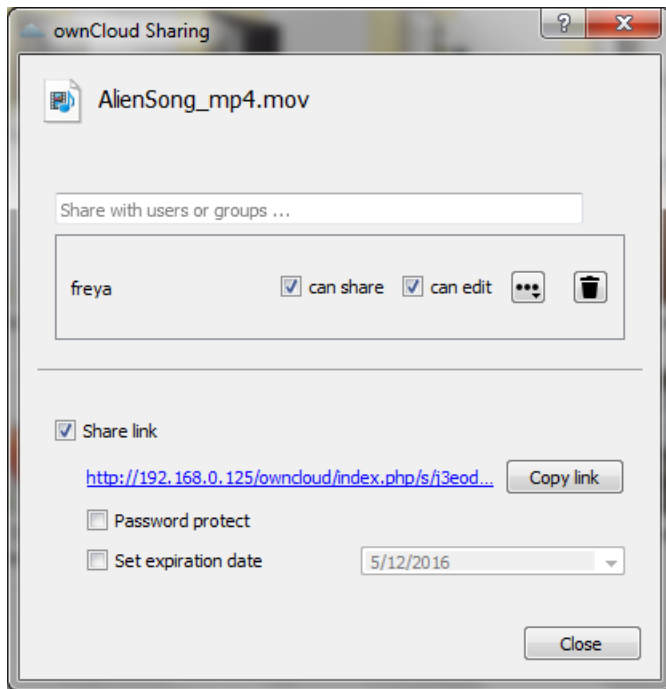 ownCloud Sharing
AlienSong_mp4.mov
Share with users or groups ...
freya can share can edit
Share link
http://192.168.0.125/owncloud/index.php/s/j3eod... Copy link
Password protect
Set expiration date 5/12/2016
Close